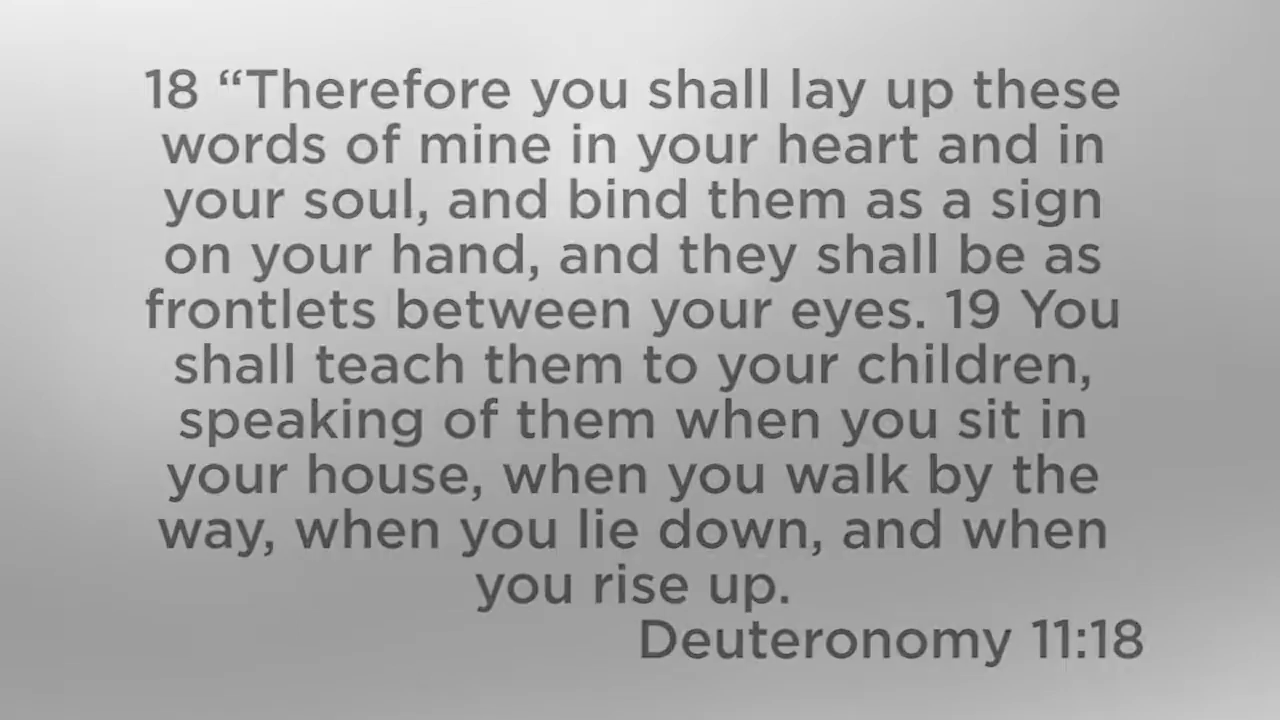 18 “Therefore you shall lay up these
words of mine in your heart and in
your soul, and bind them as a sign
on your hand, and they shall be as
frontlets between your eyes. 19 You
shall teach them to your children,
speaking of them when you sit in
your house, when you walk by the
way, when you lie down, and when
you rise up.
Deuteronomy 11:18